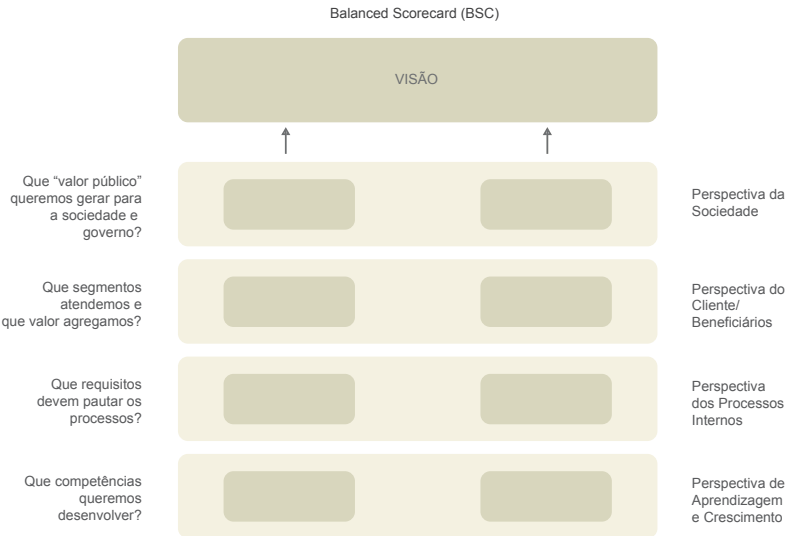 Balanced Scorecard (BSC)
VISÃO
Que “valor público”
queremos gerar para
a sociedade e
governo?
Perspectiva da
Sociedade
Que segmentos
atendemos e
que valor agregamos?
Perspectiva do
Cliente/
Beneficiários
Que requisitos
devem pautar os
processos?
Perspectiva
dos Processos
Internos
Que competências
queremos
desenvolver?
Perspectiva de
Aprendizagem
e Crescimento